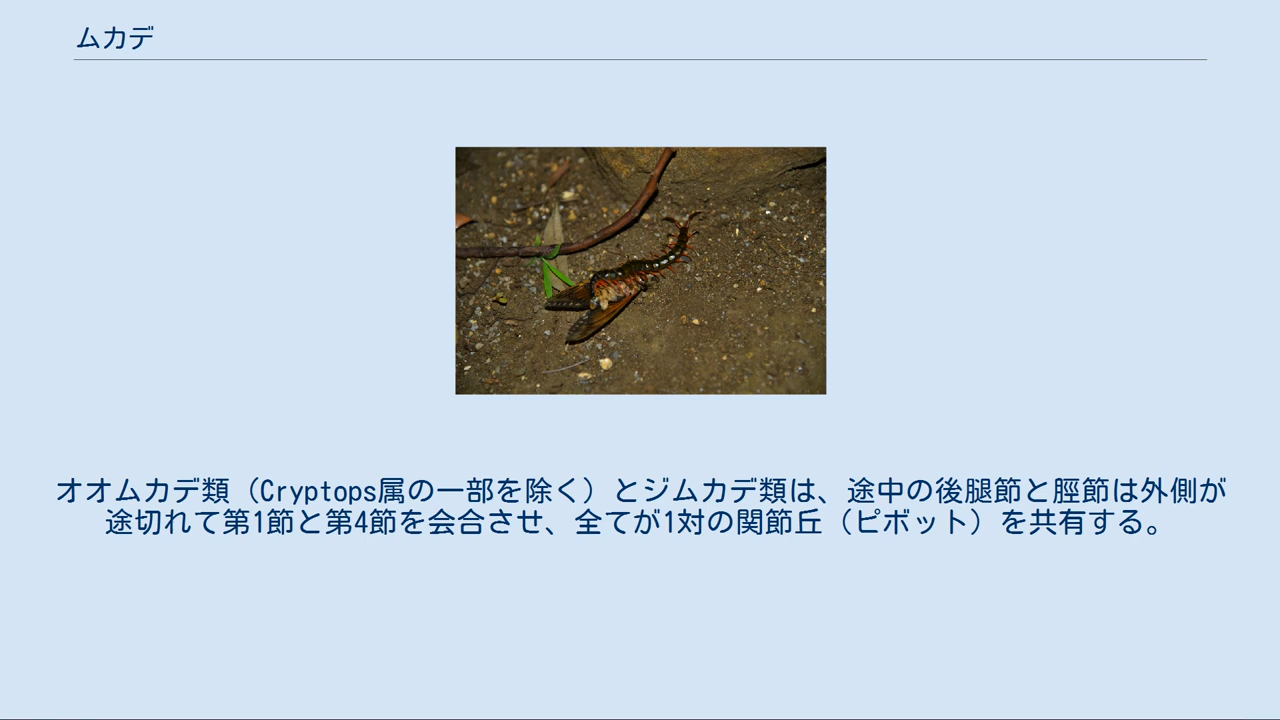 ムカデ
オオムカデ類（Cryptops属の一部を除く）とジムカデ類は、途中の後腿節と脛節は外側が
途切れて第1節と第4節を会合させ、全てが1対の関節丘（ピボット）を共有する。